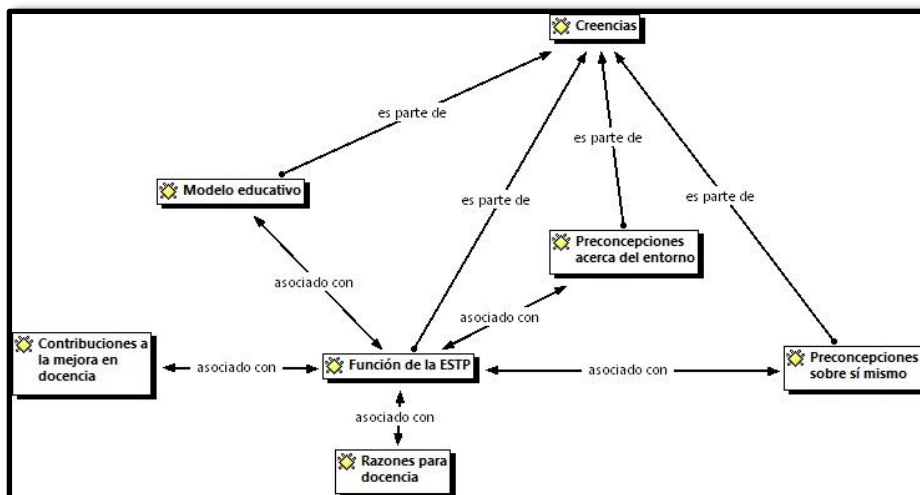 Creencias
es parte de
Modelo educativo
es parte de
es parte de
es parte de
Preconcepciones
acerca del entorno
asociado con
asociado con
Contribuciones a
la mejora en
docencia
asociado con
Función de la ESTP
asociado con
Preconcepciones
sobre sí mismo
asociado con
Razones para
docencia